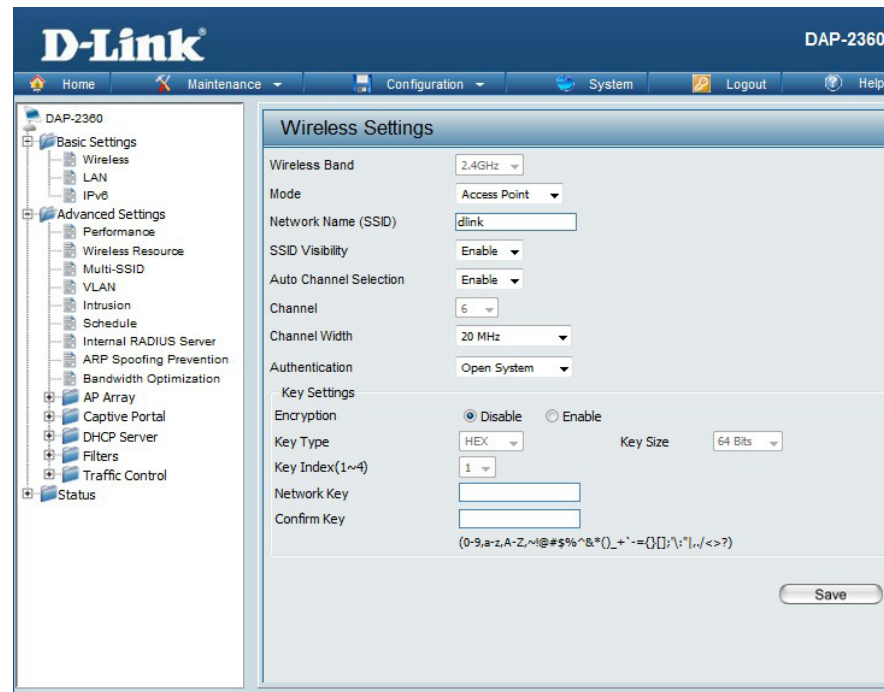 D-Link®
DAP-2360
Home Maintenance Configuration System Logout Help
DAP-2360
Basic Settings
Wireless
LAN
IPv6
Advanced Settings
Performance
Wireless Resource
Multi-SSID
VLAN
Intrusion
Schedule
Internal RADIUS Server
ARP Spoofing Prevention
Bandwidth Optimization
AP Array
Captive Portal
DHCP Server
Filters
Traffic Control
Status
Wireless Settings
Wireless Band 2.4GHz
Mode Access Point
Network Name (SSID) dlink
SSID Visibility Enable
Auto Channel Selection Enable
Channel 6
Channel Width 20 MHz
Authentication Open System
Key Settings
Encryption Disable Enable
Key Type HEX Key Size 64 Bits
Key Index(1~4) 1
Network Key
Confirm Key
(0-9,a-z,A-Z,~!@#$%^&*()_+`-={}[];'\:"|,./<>?)
Save